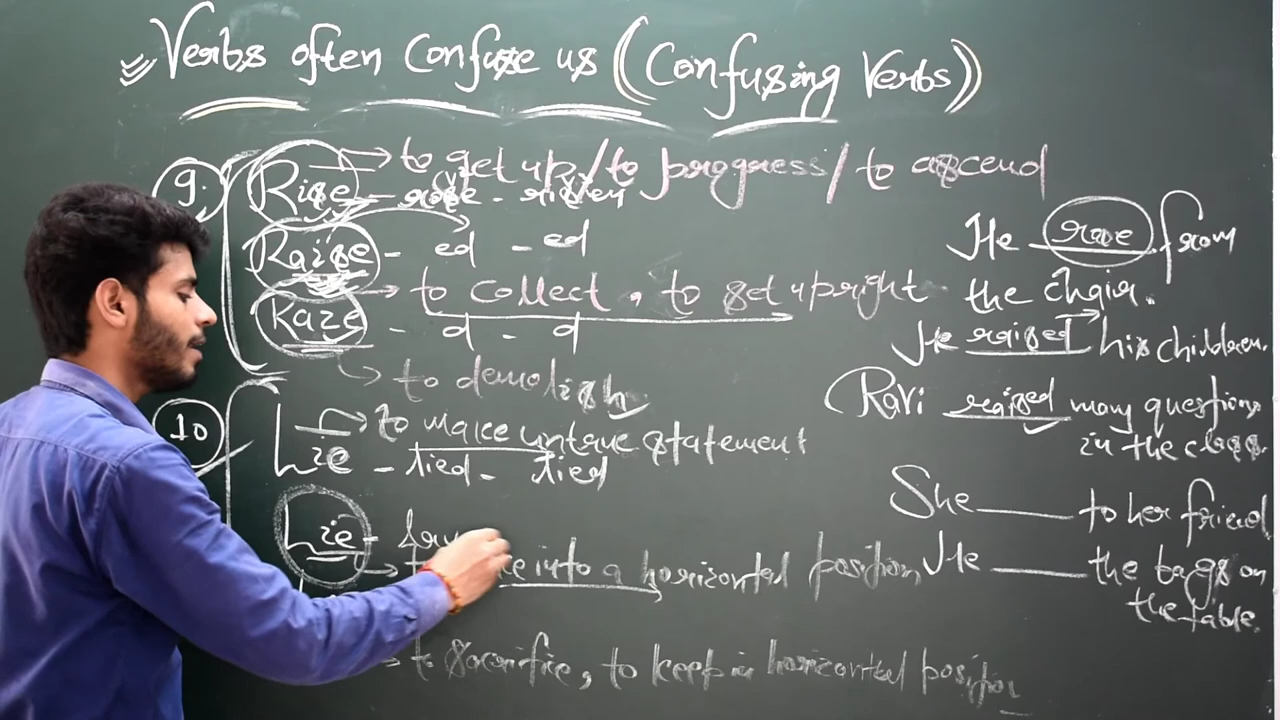 Verbs often Confuse us (Confusing Verbs)
9. Rise → to get up/to progress/ to ascend
- rose - risen
Raise - ed - ed
→ to collect, to get upright
Raze - d - d
→ to demolish
10 Lie → to make untrue statement
- lied - lied
Lie -
into a horizontal position
to sacrifice, to keep in horizontal position
He rose from
the chair.
He raised his children.
Ravi raised many questions
in the class.
She ____ to her friend
He ____ the bags on
the table.